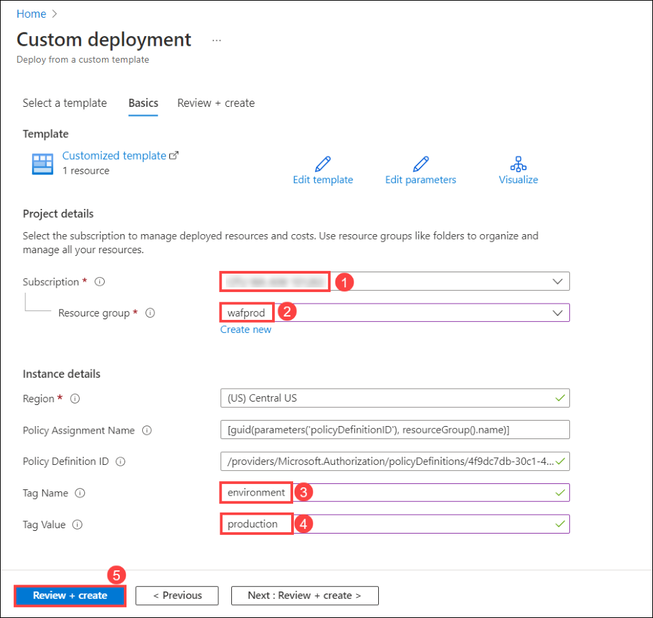 Home >
Custom deployment ...
Deploy from a custom template
Select a template Basics Review + create
Template
Customized template
1 resource
Edit template Edit parameters Visualize
Project details
Select the subscription to manage deployed resources and costs. Use resource groups like folders to organize and
manage all your resources.
Subscription * 1
Resource group * wafprod 2
Create new
Instance details
Region * (US) Central US
Policy Assignment Name [guid(parameters('policyDefinitionID'), resourceGroup().name)]
Policy Definition ID /providers/Microsoft.Authorization/policyDefinitions/4f9dc7db-30c1-4...
Tag Name environment 3
Tag Value production 4
5
Review + create < Previous Next : Review + create >